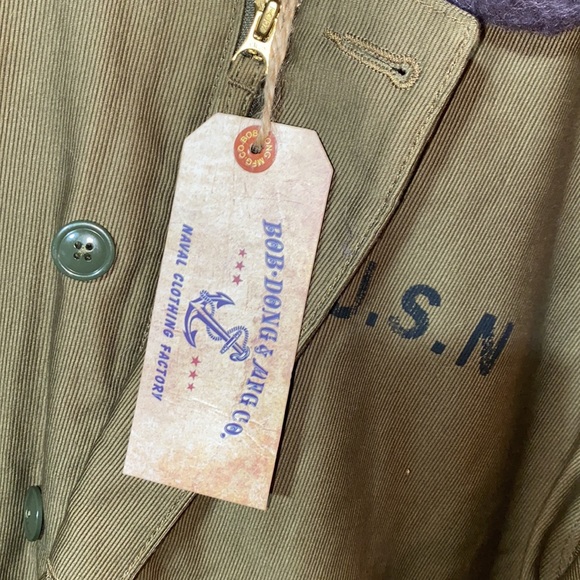 BOB-DONG MFG CO.
BOB-DONG & MFG CO.
NAVAL CLOTHING FACTORY
U.S.N